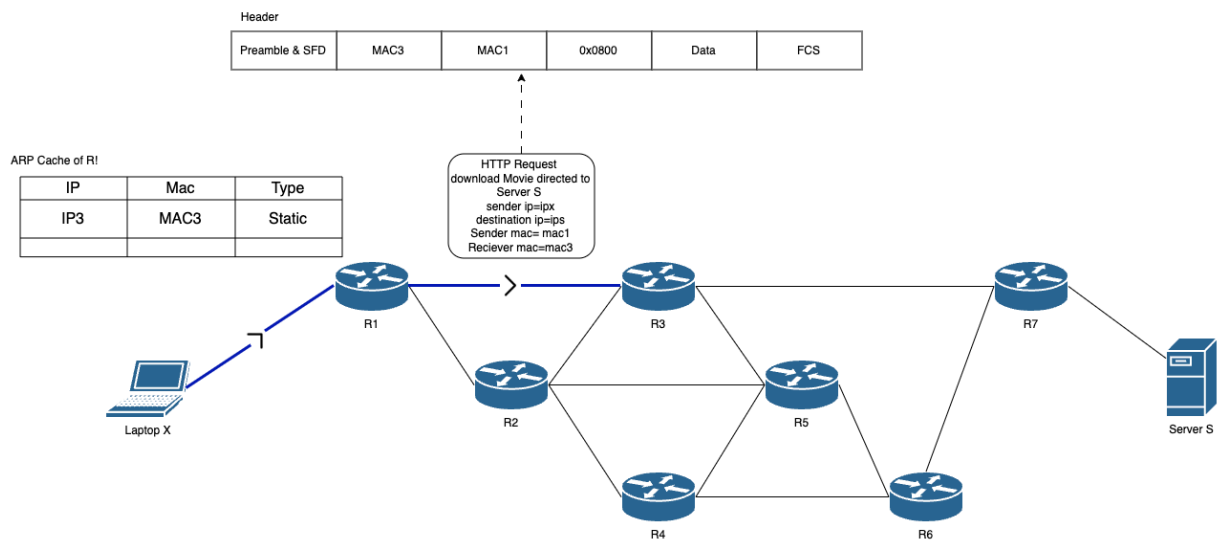 Header
Preamble & SFD MAC3 MAC1 0x0800 Data FCS
ARP Cache of R!
IP Mac Type
IP3 MAC3 Static
HTTP Request
download Movie directed to
Server S
sender ip=ipx
destination ip=ips
Sender mac= mac1
Reciever mac=mac3
R1
R3
R7
Laptop X
R2
R5
Server S
R4
R6